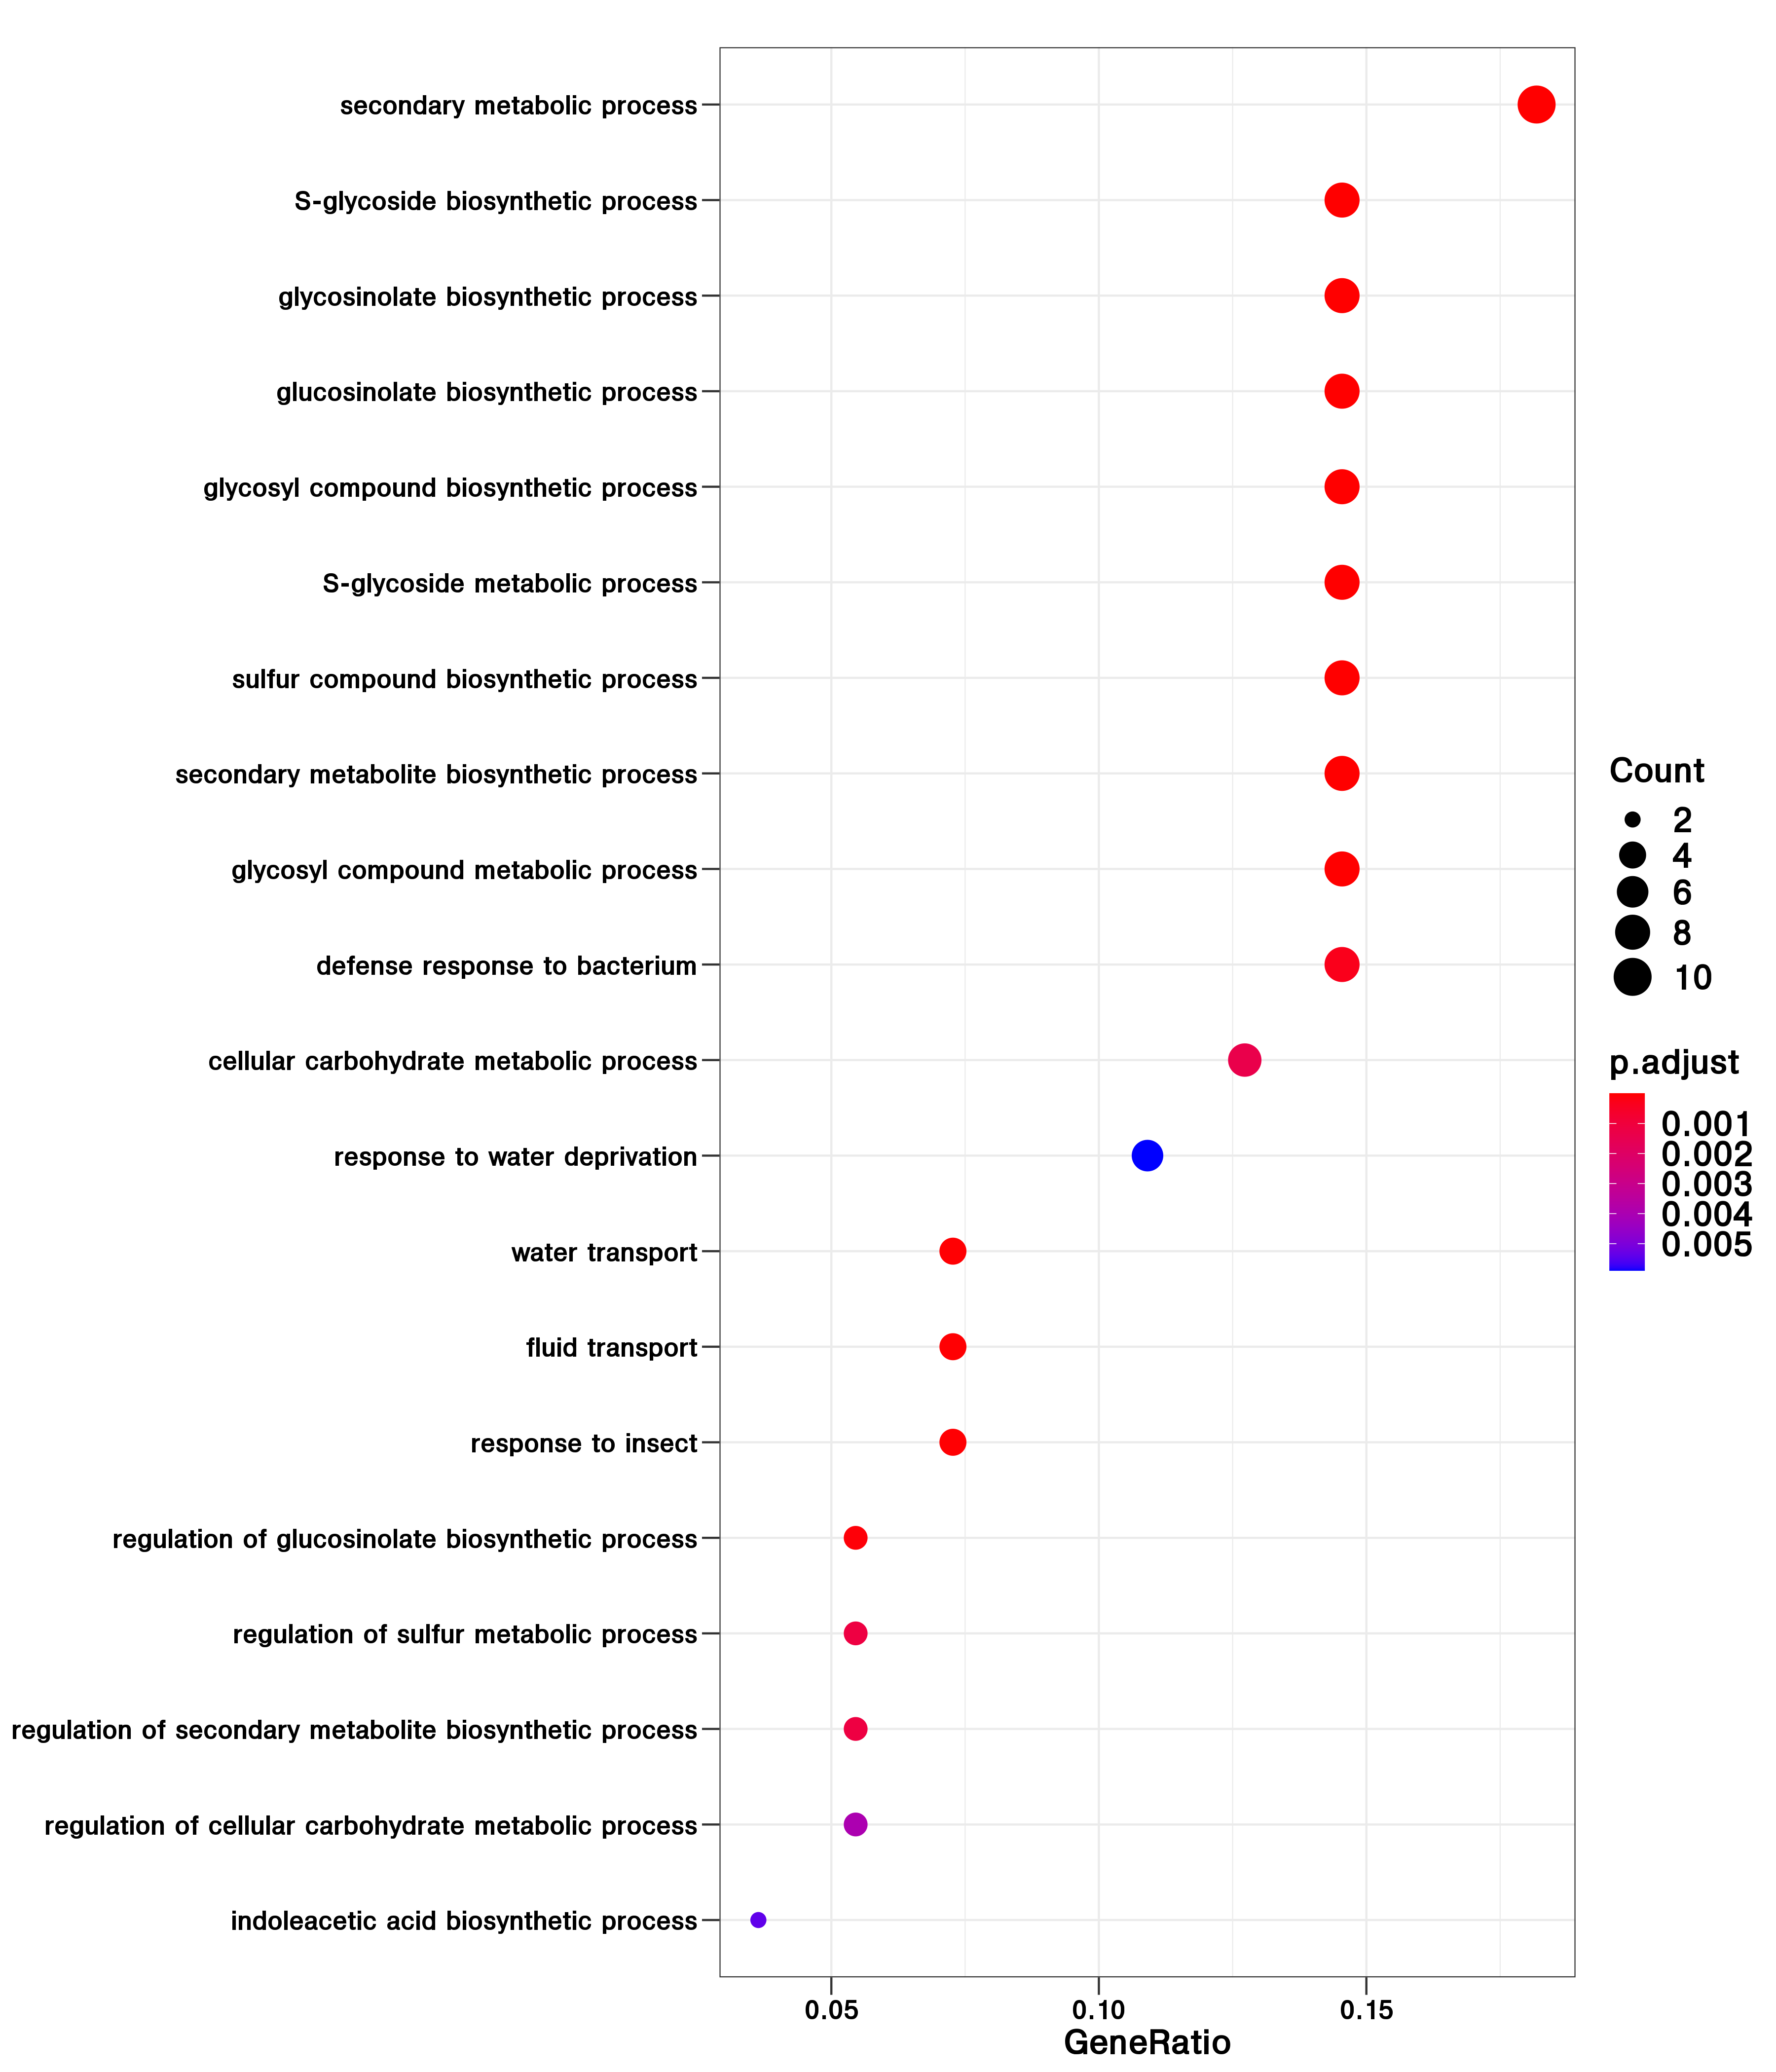 secondary metabolic process
S-glycoside biosynthetic process
glycosinolate biosynthetic process
glucosinolate biosynthetic process
glycosyl compound biosynthetic process
S-glycoside metabolic process
sulfur compound biosynthetic process
secondary metabolite biosynthetic process
glycosyl compound metabolic process
defense response to bacterium
cellular carbohydrate metabolic process
response to water deprivation
water transport
fluid transport
response to insect
regulation of glucosinolate biosynthetic process
regulation of sulfur metabolic process
regulation of secondary metabolite biosynthetic process
regulation of cellular carbohydrate metabolic process
indoleacetic acid biosynthetic process
0.05 0.10 0.15
GeneRatio
Count
2
4
6
8
10
p.adjust
0.001
0.002
0.003
0.004
0.005